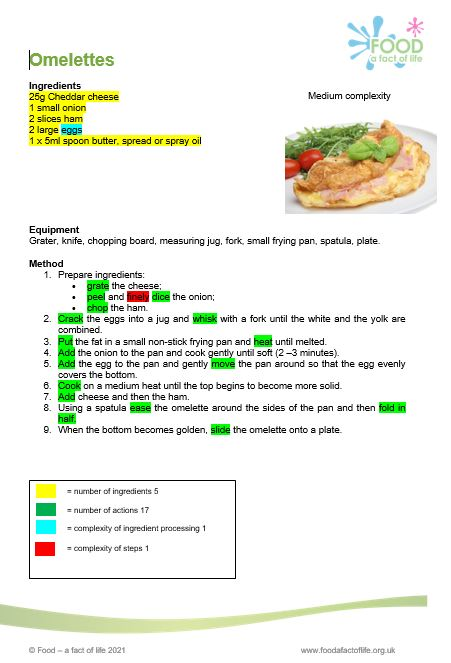 FOOD
a fact of life
Omelettes
Ingredients
25g Cheddar cheese
1 small onion
2 slices ham
2 large eggs
1 x 5ml spoon butter, spread or spray oil
Medium complexity
Equipment
Grater, knife, chopping board, measuring jug, fork, small frying pan, spatula, plate.
Method
1. Prepare ingredients:
• grate the cheese;
• peel and finely dice the onion;
• chop the ham.
2. Crack the eggs into a jug and whisk with a fork until the white and the yolk are
combined.
3. Put the fat in a small non-stick frying pan and heat until melted.
4. Add the onion to the pan and cook gently until soft (2 –3 minutes).
5. Add the egg to the pan and gently move the pan around so that the egg evenly
covers the bottom.
6. Cook on a medium heat until the top begins to become more solid.
7. Add cheese and then the ham.
8. Using a spatula ease the omelette around the sides of the pan and then fold in
half.
9. When the bottom becomes golden, slide the omelette onto a plate.
= number of ingredients 5
= number of actions 17
= complexity of ingredient processing 1
= complexity of steps 1
© Food – a fact of life 2021
www.foodafactoflife.org.uk